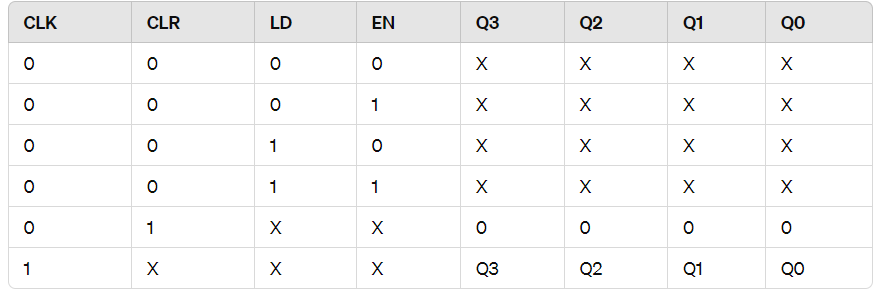 CLK CLR LD EN Q3 Q2 Q1 Q0
0 0 0 0 X X X X
0 0 0 1 X X X X
0 0 1 0 X X X X
0 0 1 1 X X X X
0 1 X X 0 0 0 0
1 X X X Q3 Q2 Q1 Q0